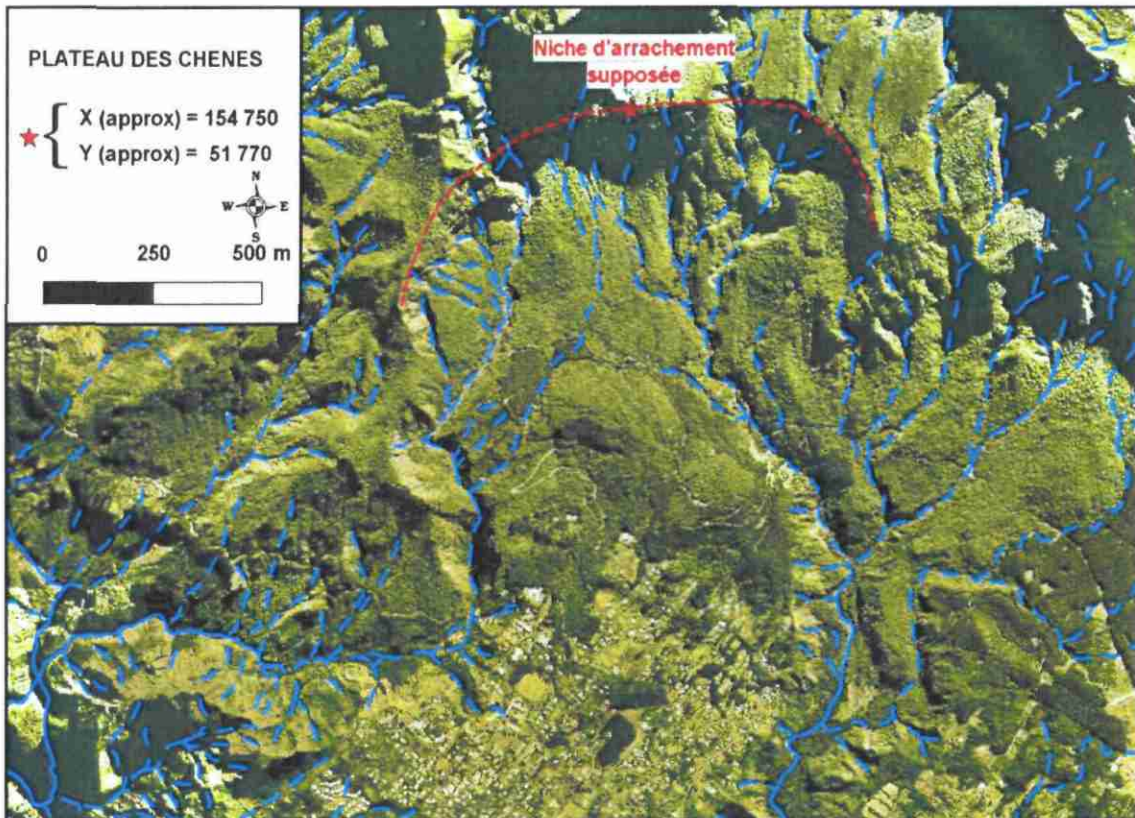 PLATEAU DES CHENES
X (approx) = 154 750
Y (approx) = 51 770
N
W E
S
0 250 500 m
Niche d'arrachement
supposée